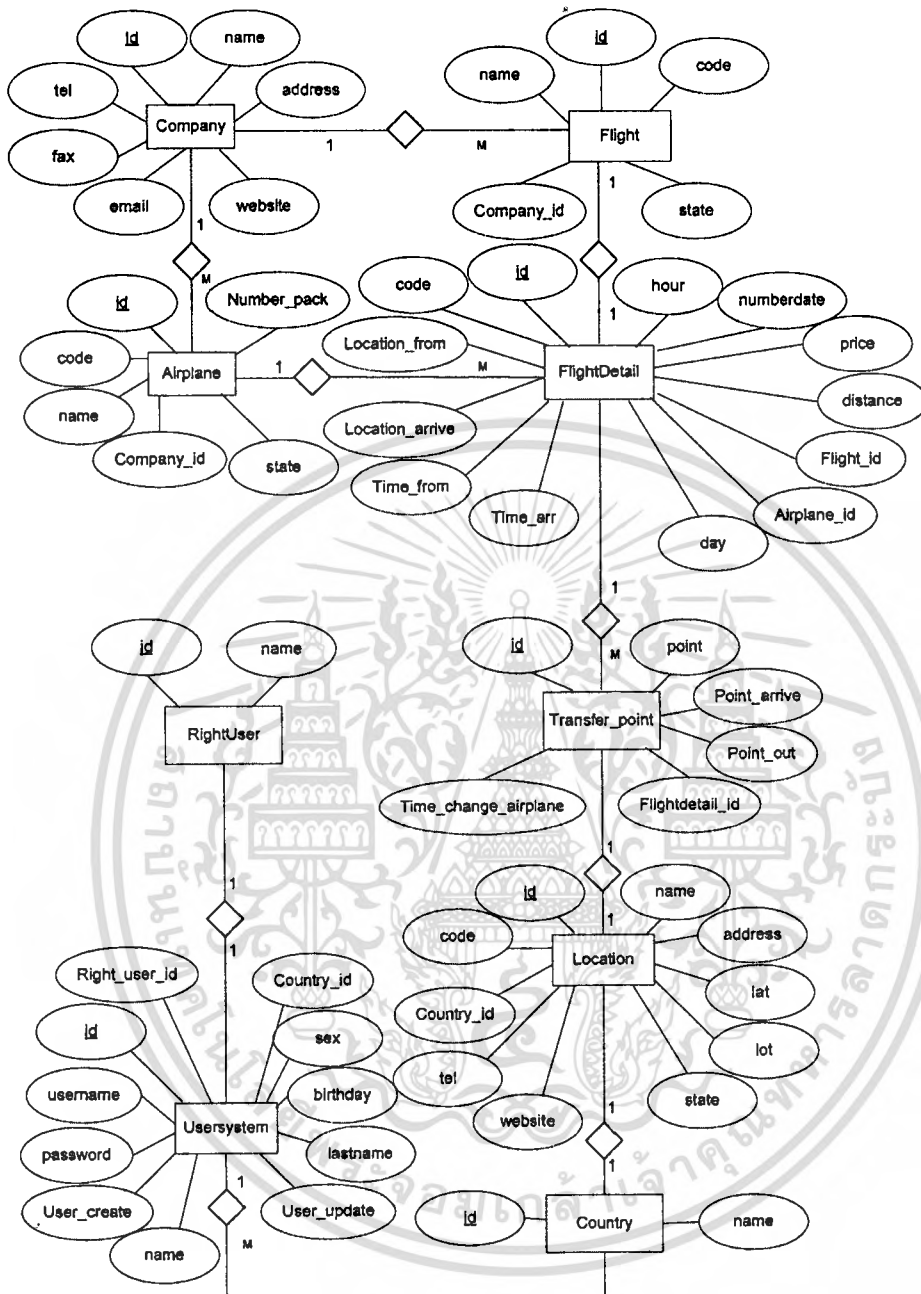 id
name
tel
address
Company
fax
email
website
1
M
id
name
code
Flight
Company_id
state
1
1
M
id
Number_pack
code
Airplane
name
Company_id
state
1
M
id
code
hour
numberdate
Location_from
price
1
FlightDetail
distance
Location_arrive
Flight_id
Time_from
Time_arr
Airplane_id
day
1
M
id
name
RightUser
id
point
Point_arrive
Transfer_point
Point_out
Time_change_airplane
Flightdetail_id
1
1
id
name
code
address
Location
lat
Country_id
lot
tel
state
website
1
1
Right_user_id
Country_id
id
sex
username
birthday
Usersystem
password
lastname
User_create
User_update
name
1
M
1
1
id
Country
name